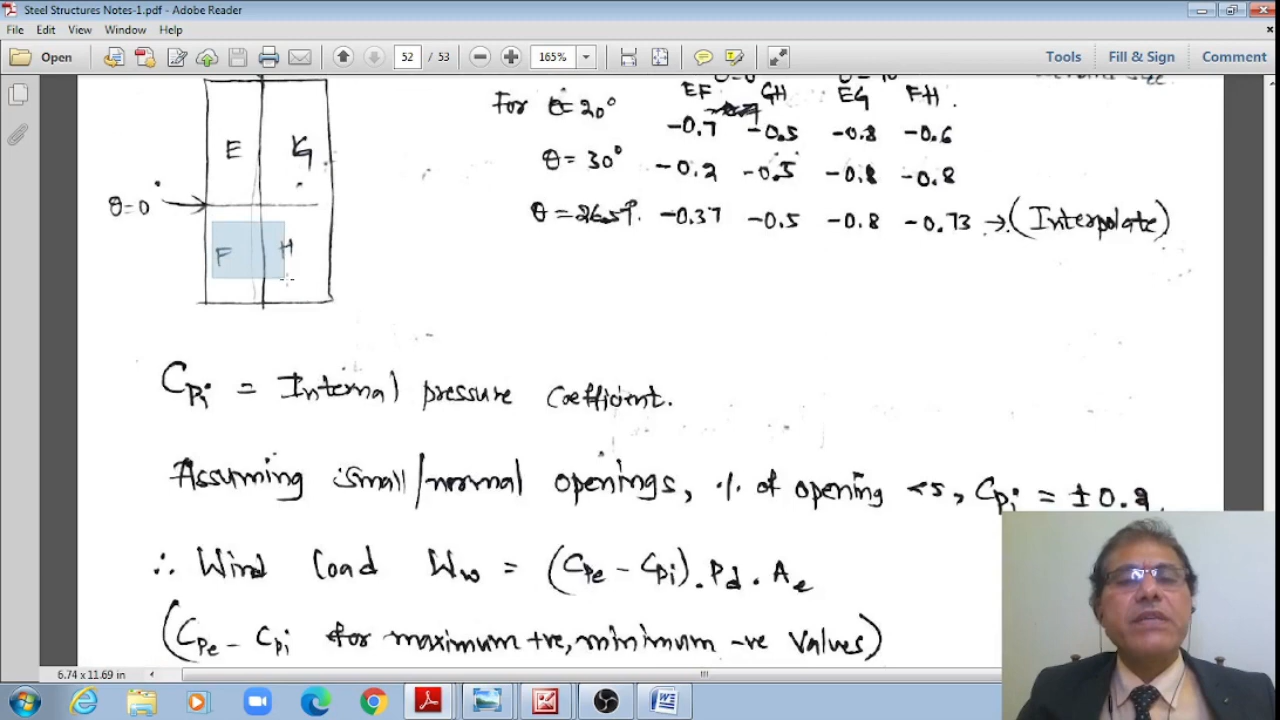 Steel Structures Notes-1.pdf - Adobe Reader
File Edit View Window Help
Open 52 / 53 165% Tools Fill & Sign Comment
EF GH EG FH
For θ=20°
-0.7 -0.5 -0.8 -0.6
θ = 30° -0.2 -0.5 -0.8 -0.8
θ = 26.57. -0.37 -0.5 -0.8 -0.73 → (Interpolate)
E G
θ=0°
F H
Cpi = Internal pressure coefficient.
Assuming small/normal openings, % of opening <5, Cpi = ±0.2
∴ Wind load Ww = (Cpe - Cpi). Pd. Ae
(Cpe - Cpi for maximum +ve, minimum -ve values)
6.74 x 11.69 in